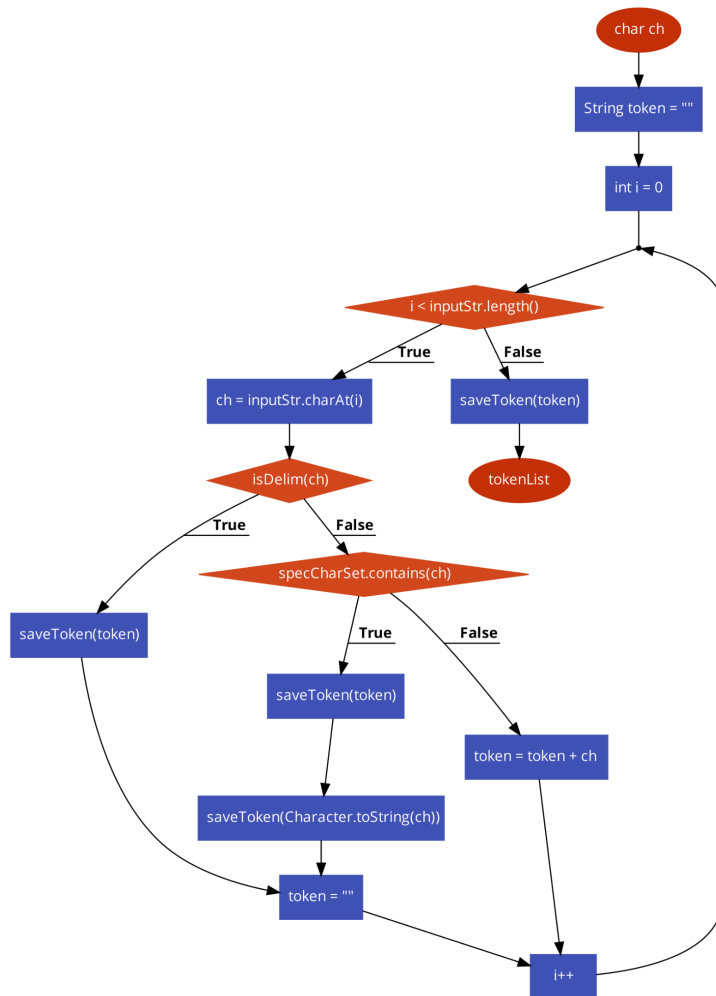 char ch
String token = ""
int i = 0
i < inputStr.length()
True
False
ch = inputStr.charAt(i)
saveToken(token)
isDelim(ch)
tokenList
True
False
specCharSet.contains(ch)
saveToken(token)
True
False
saveToken(token)
token = token + ch
saveToken(Character.toString(ch))
token = ""
i++